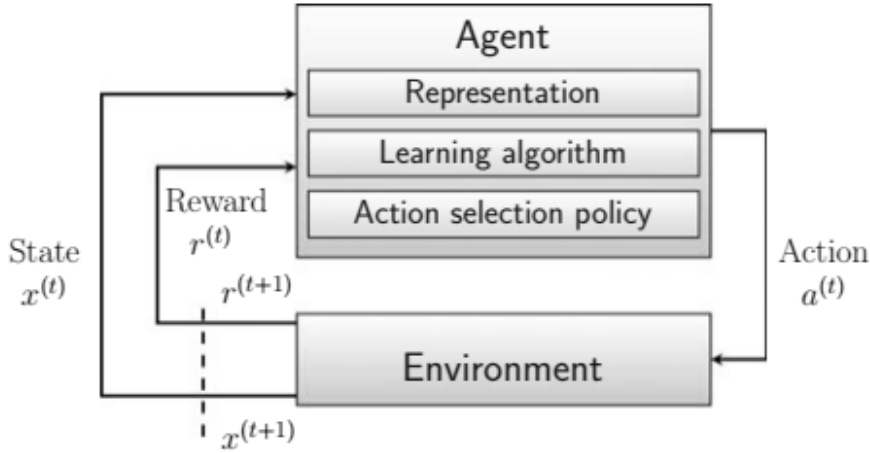 Agent
Representation
Learning algorithm
Action selection policy
Reward
r^(t)
State
x^(t)
Action
a^(t)
r^(t+1)
Environment
x^(t+1)